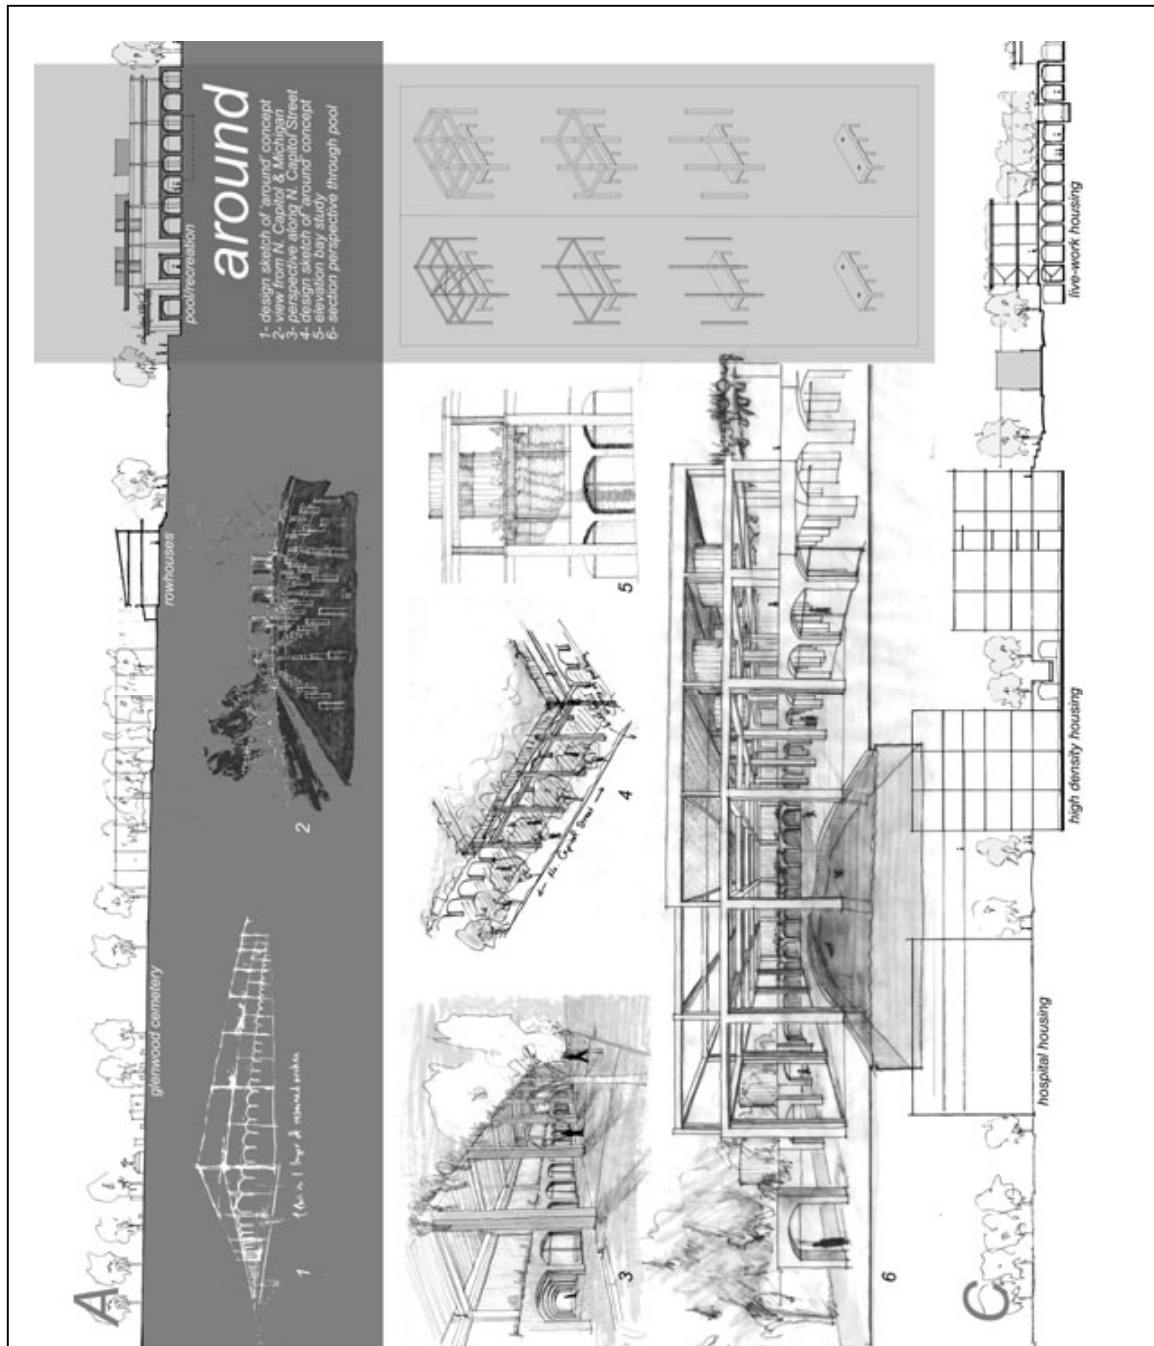 A
glenwood cemetery
rowhouses
pool/recreation
around
1- design sketch of 'around' concept
2- view from N. Capitol & Michigan
3- perspective along N. Capitol Street
4- design sketch of 'around' concept
5- elevation bay study
6- section perspective through pool
1
2
3
4
5
6
C
hospital housing
high density housing
live-work housing